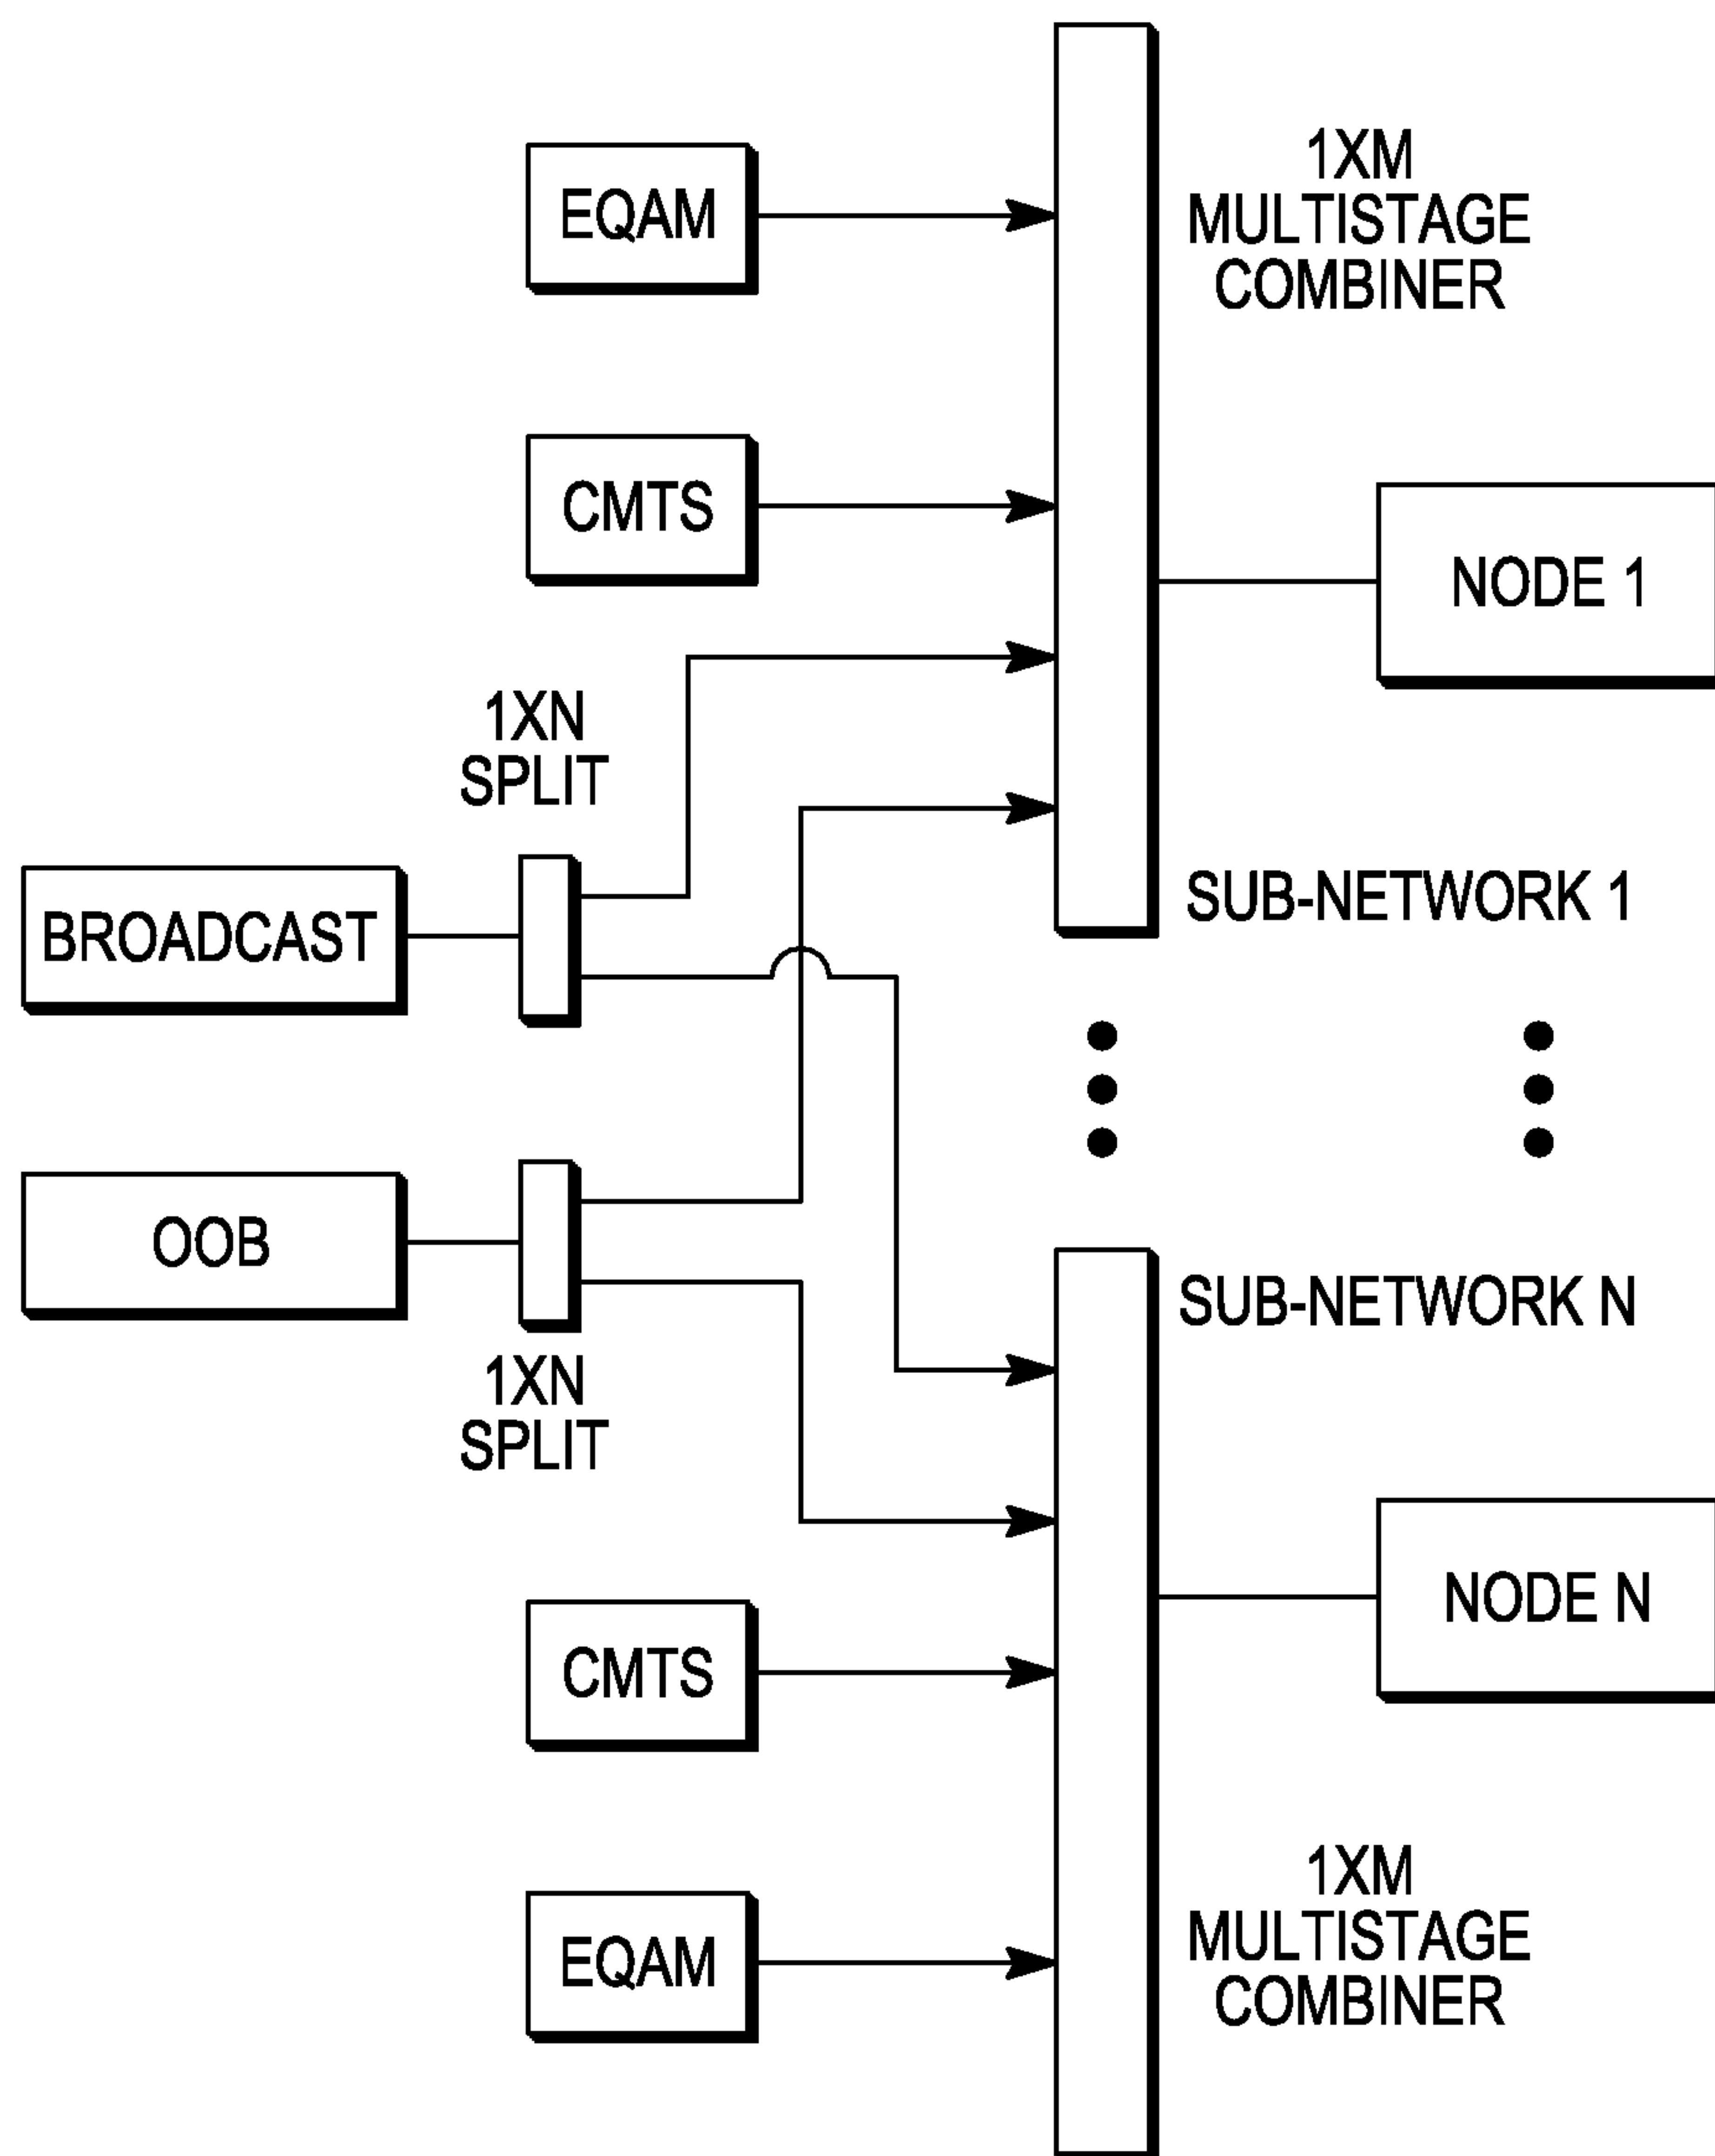 EQAM
1XM
MULTISTAGE
COMBINER
CMTS
NODE 1
1XN
SPLIT
BROADCAST
SUB-NETWORK 1
OOB
SUB-NETWORK N
1XN
SPLIT
CMTS
NODE N
EQAM
1XM
MULTISTAGE
COMBINER